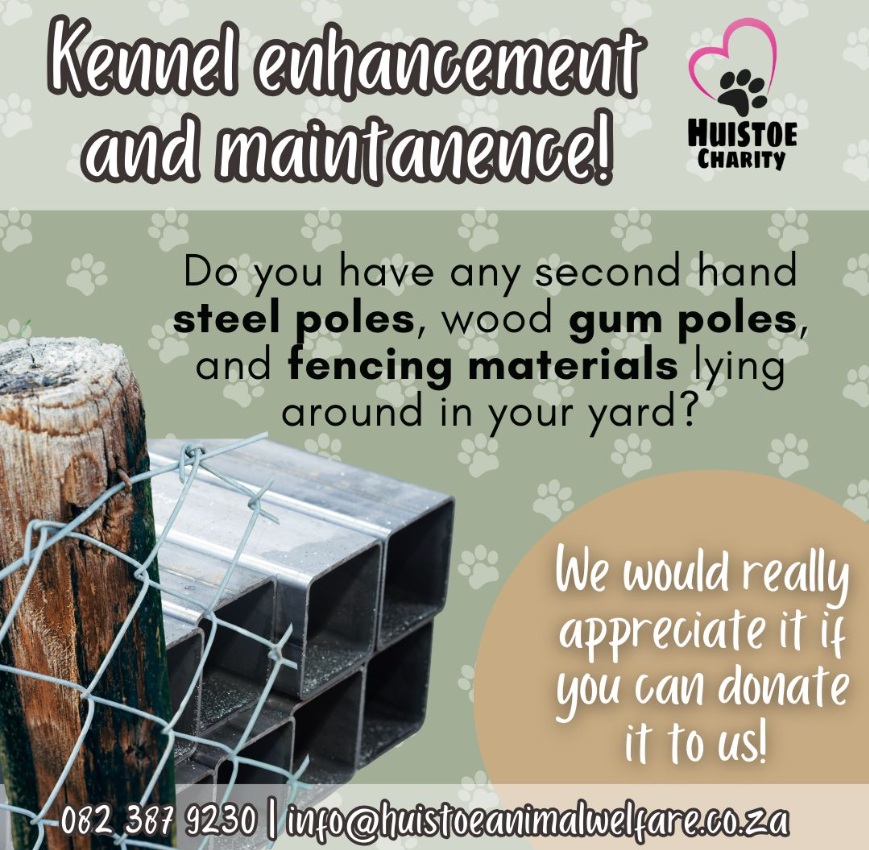 Kennel enhancement
and maintanence!
HUISTOE
CHARITY
Do you have any second hand
steel poles, wood gum poles,
and fencing materials lying
around in your yard?
We would really
appreciate it if
you can donate
it to us!
082 387 9230 | info@huistoeanimalwelfare.co.za